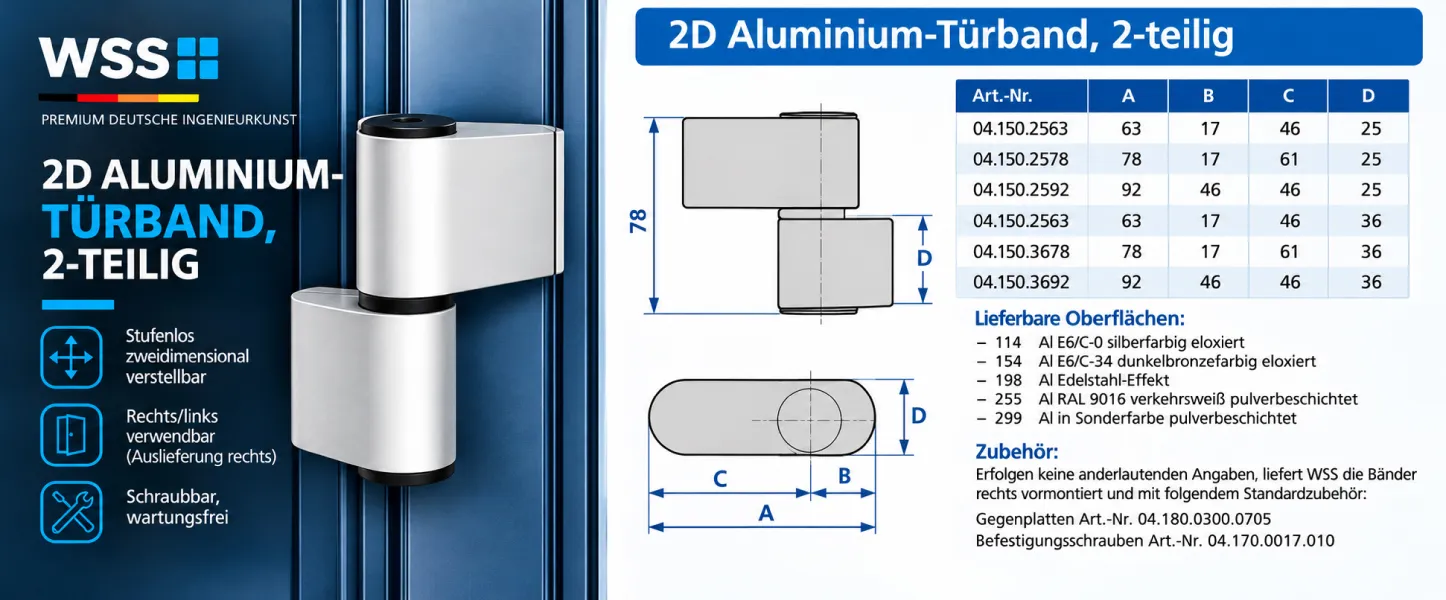 WSS
PREMIUM DEUTSCHE INGENIEURKUNST
2D ALUMINIUM-
TÜRBAND,
2-TEILIG
Stufenlos
zweidimensional
verstellbar
Rechts/links
verwendbar
(Auslieferung rechts)
Schraubbar,
wartungsfrei
2D Aluminium-Türband, 2-teilig
78
D
D
C
B
A
Art.-Nr. A B C D
04.150.2563 63 17 46 25
04.150.2578 78 17 61 25
04.150.2592 92 46 46 25
04.150.2563 63 17 46 36
04.150.3678 78 17 61 36
04.150.3692 92 46 46 36
Lieferbare Oberflächen:
– 114 Al E6/C-0 silberfarbig eloxiert
– 154 Al E6/C-34 dunkelbronzefarbig eloxiert
– 198 Al Edelstahl-Effekt
– 255 Al RAL 9016 verkehrsweiß pulverbeschichtet
– 299 Al in Sonderfarbe pulverbeschichtet
Zubehör:
Erfolgen keine anderlautenden Angaben, liefert WSS die Bänder
rechts vormontiert und mit folgendem Standardzubehör:
Gegenplatten Art.-Nr. 04.180.0300.0705
Befestigungsschrauben Art.-Nr. 04.170.0017.010